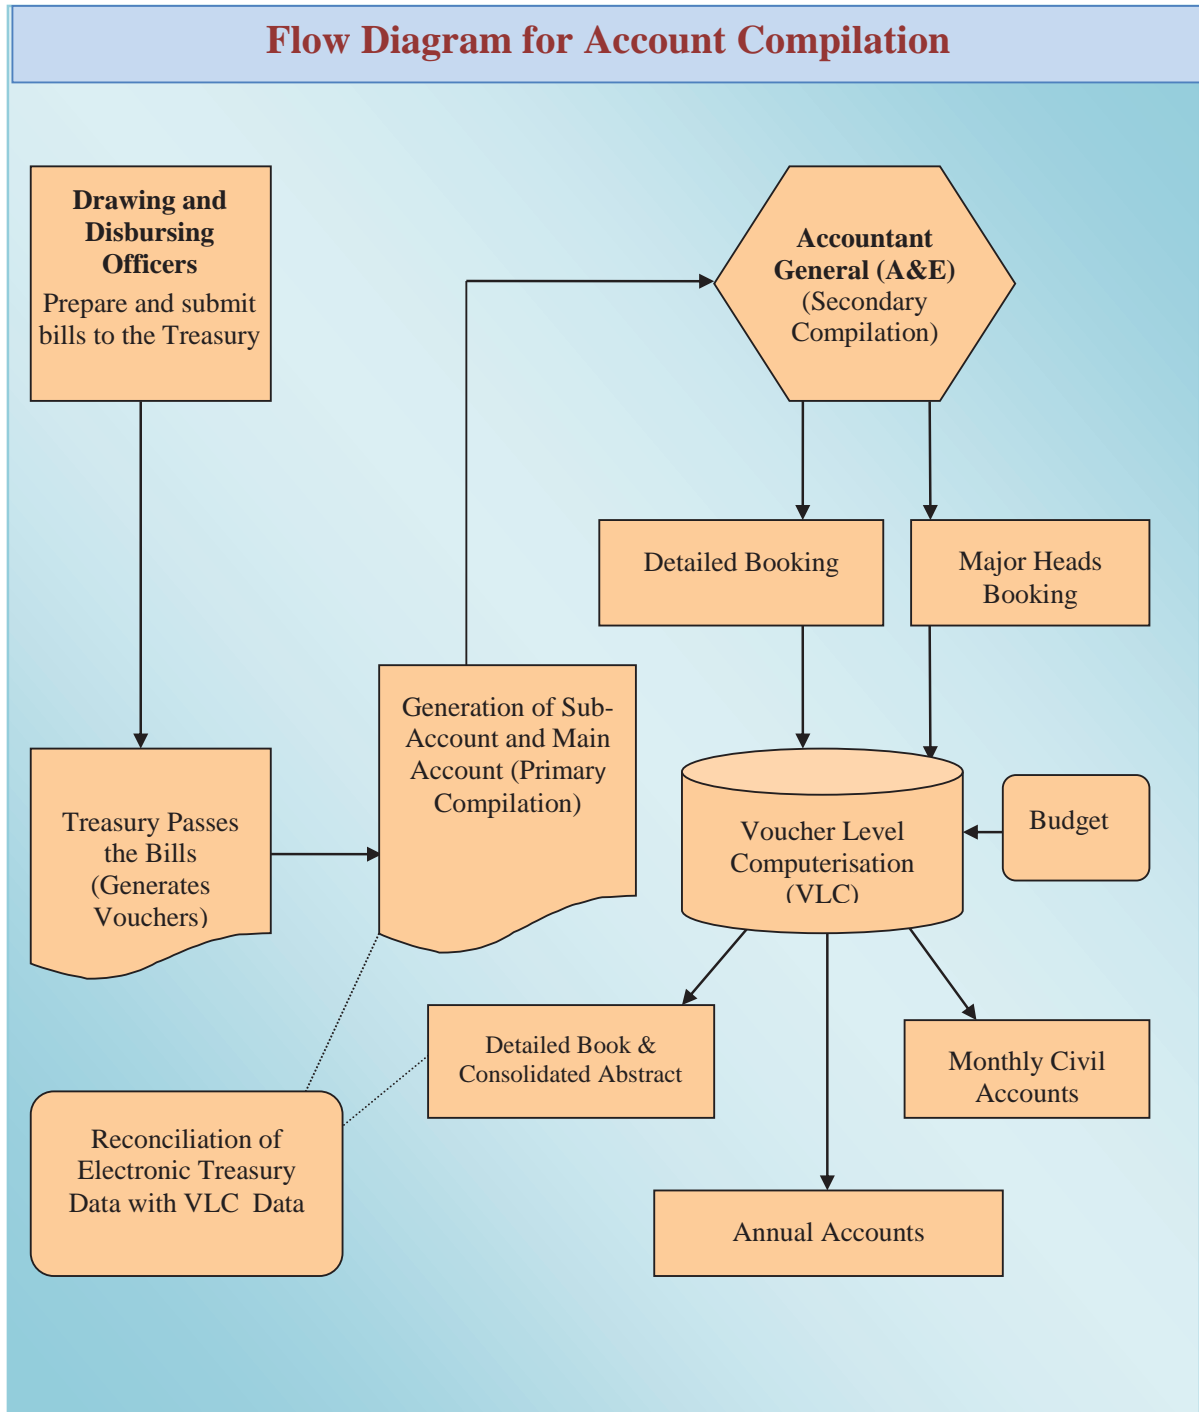 Flow Diagram for Account Compilation
Drawing and
Disbursing
Officers
Prepare and submit
bills to the Treasury
Accountant
General (A&E)
(Secondary
Compilation)
Detailed Booking
Major Heads
Booking
Generation of Sub-
Account and Main
Account (Primary
Compilation)
Treasury Passes
the Bills
(Generates
Vouchers)
Voucher Level
Computerisation
(VLC)
Budget
Detailed Book &
Consolidated Abstract
Monthly Civil
Accounts
Reconciliation of
Electronic Treasury
Data with VLC Data
Annual Accounts